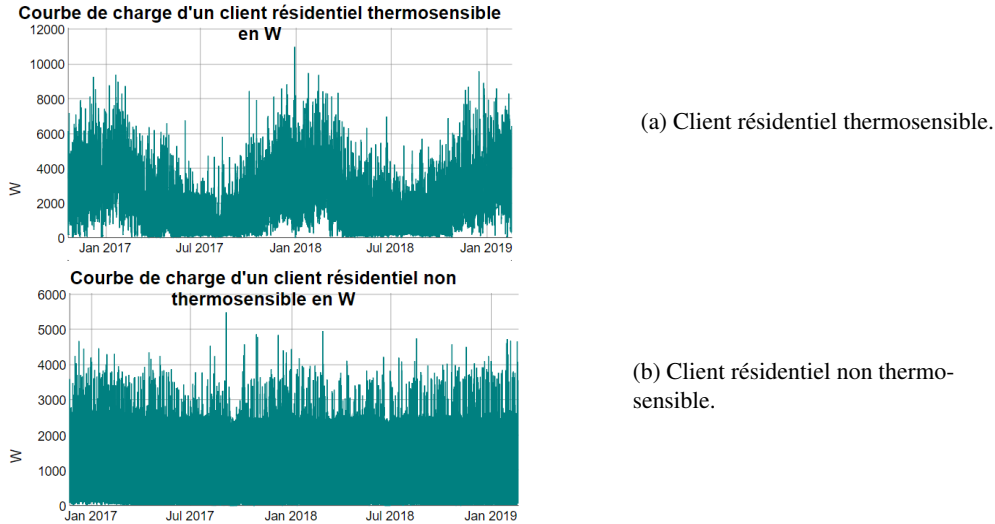 Courbe de charge d'un client résidentiel thermosensible
en W
12000
10000
8000
6000
4000
2000
0
W
Jan 2017
Jul 2017
Jan 2018
Jul 2018
Jan 2019
(a) Client résidentiel thermosensible.
Courbe de charge d'un client résidentiel non
thermosensible en W
6000
5000
4000
3000
2000
1000
0
W
Jan 2017
Jul 2017
Jan 2018
Jul 2018
Jan 2019
(b) Client résidentiel non thermo-
sensible.